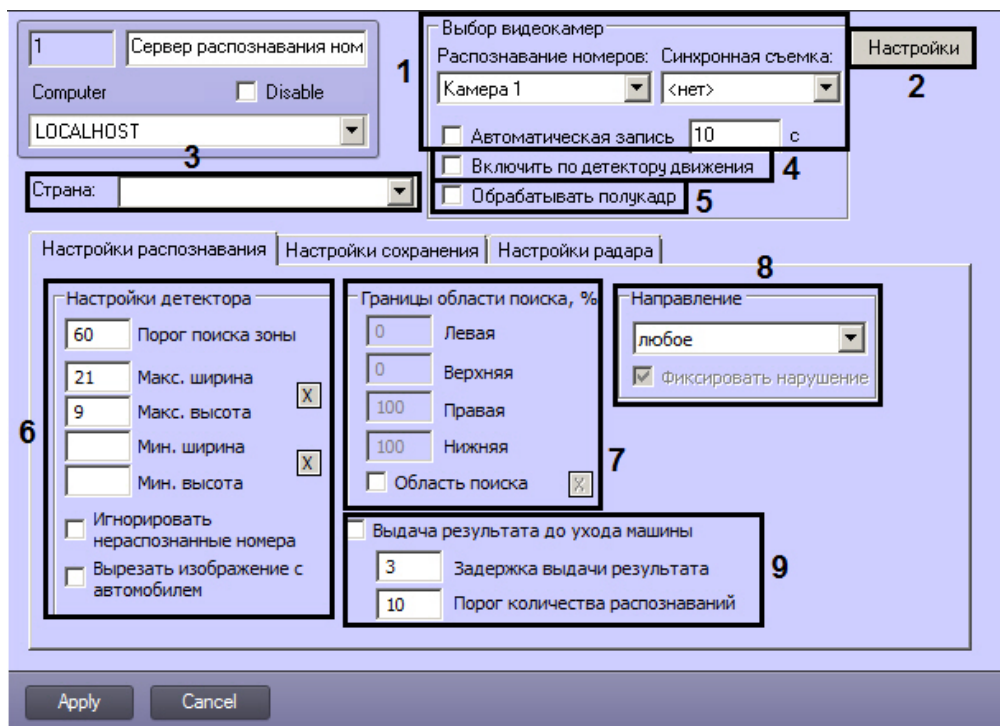 1
Сервер распознавания ном
Computer
Disable
LOCALHOST
3
Страна:
1
Выбор видеокамер
Распознавание номеров:
Синхронная съемка:
Камера 1
<нет>
Автоматическая запись
10
с
Включить по детектору движения
4
Обрабатывать полукадр
5
Настройки
2
Настройки распознавания
Настройки сохранения
Настройки радара
6
Настройки детектора
60
Порог поиска зоны
21
Макс. ширина
X
9
Макс. высота
Мин. ширина
X
Мин. высота
Игнорировать
нераспознанные номера
Вырезать изображение с
автомобилем
Границы области поиска, %
0
Левая
0
Верхняя
100
Правая
100
Нижняя
7
Область поиска
X
8
Направление
любое
Фиксировать нарушение
Выдача результата до ухода машины
3
Задержка выдачи результата
9
10
Порог количества распознаваний
Apply
Cancel